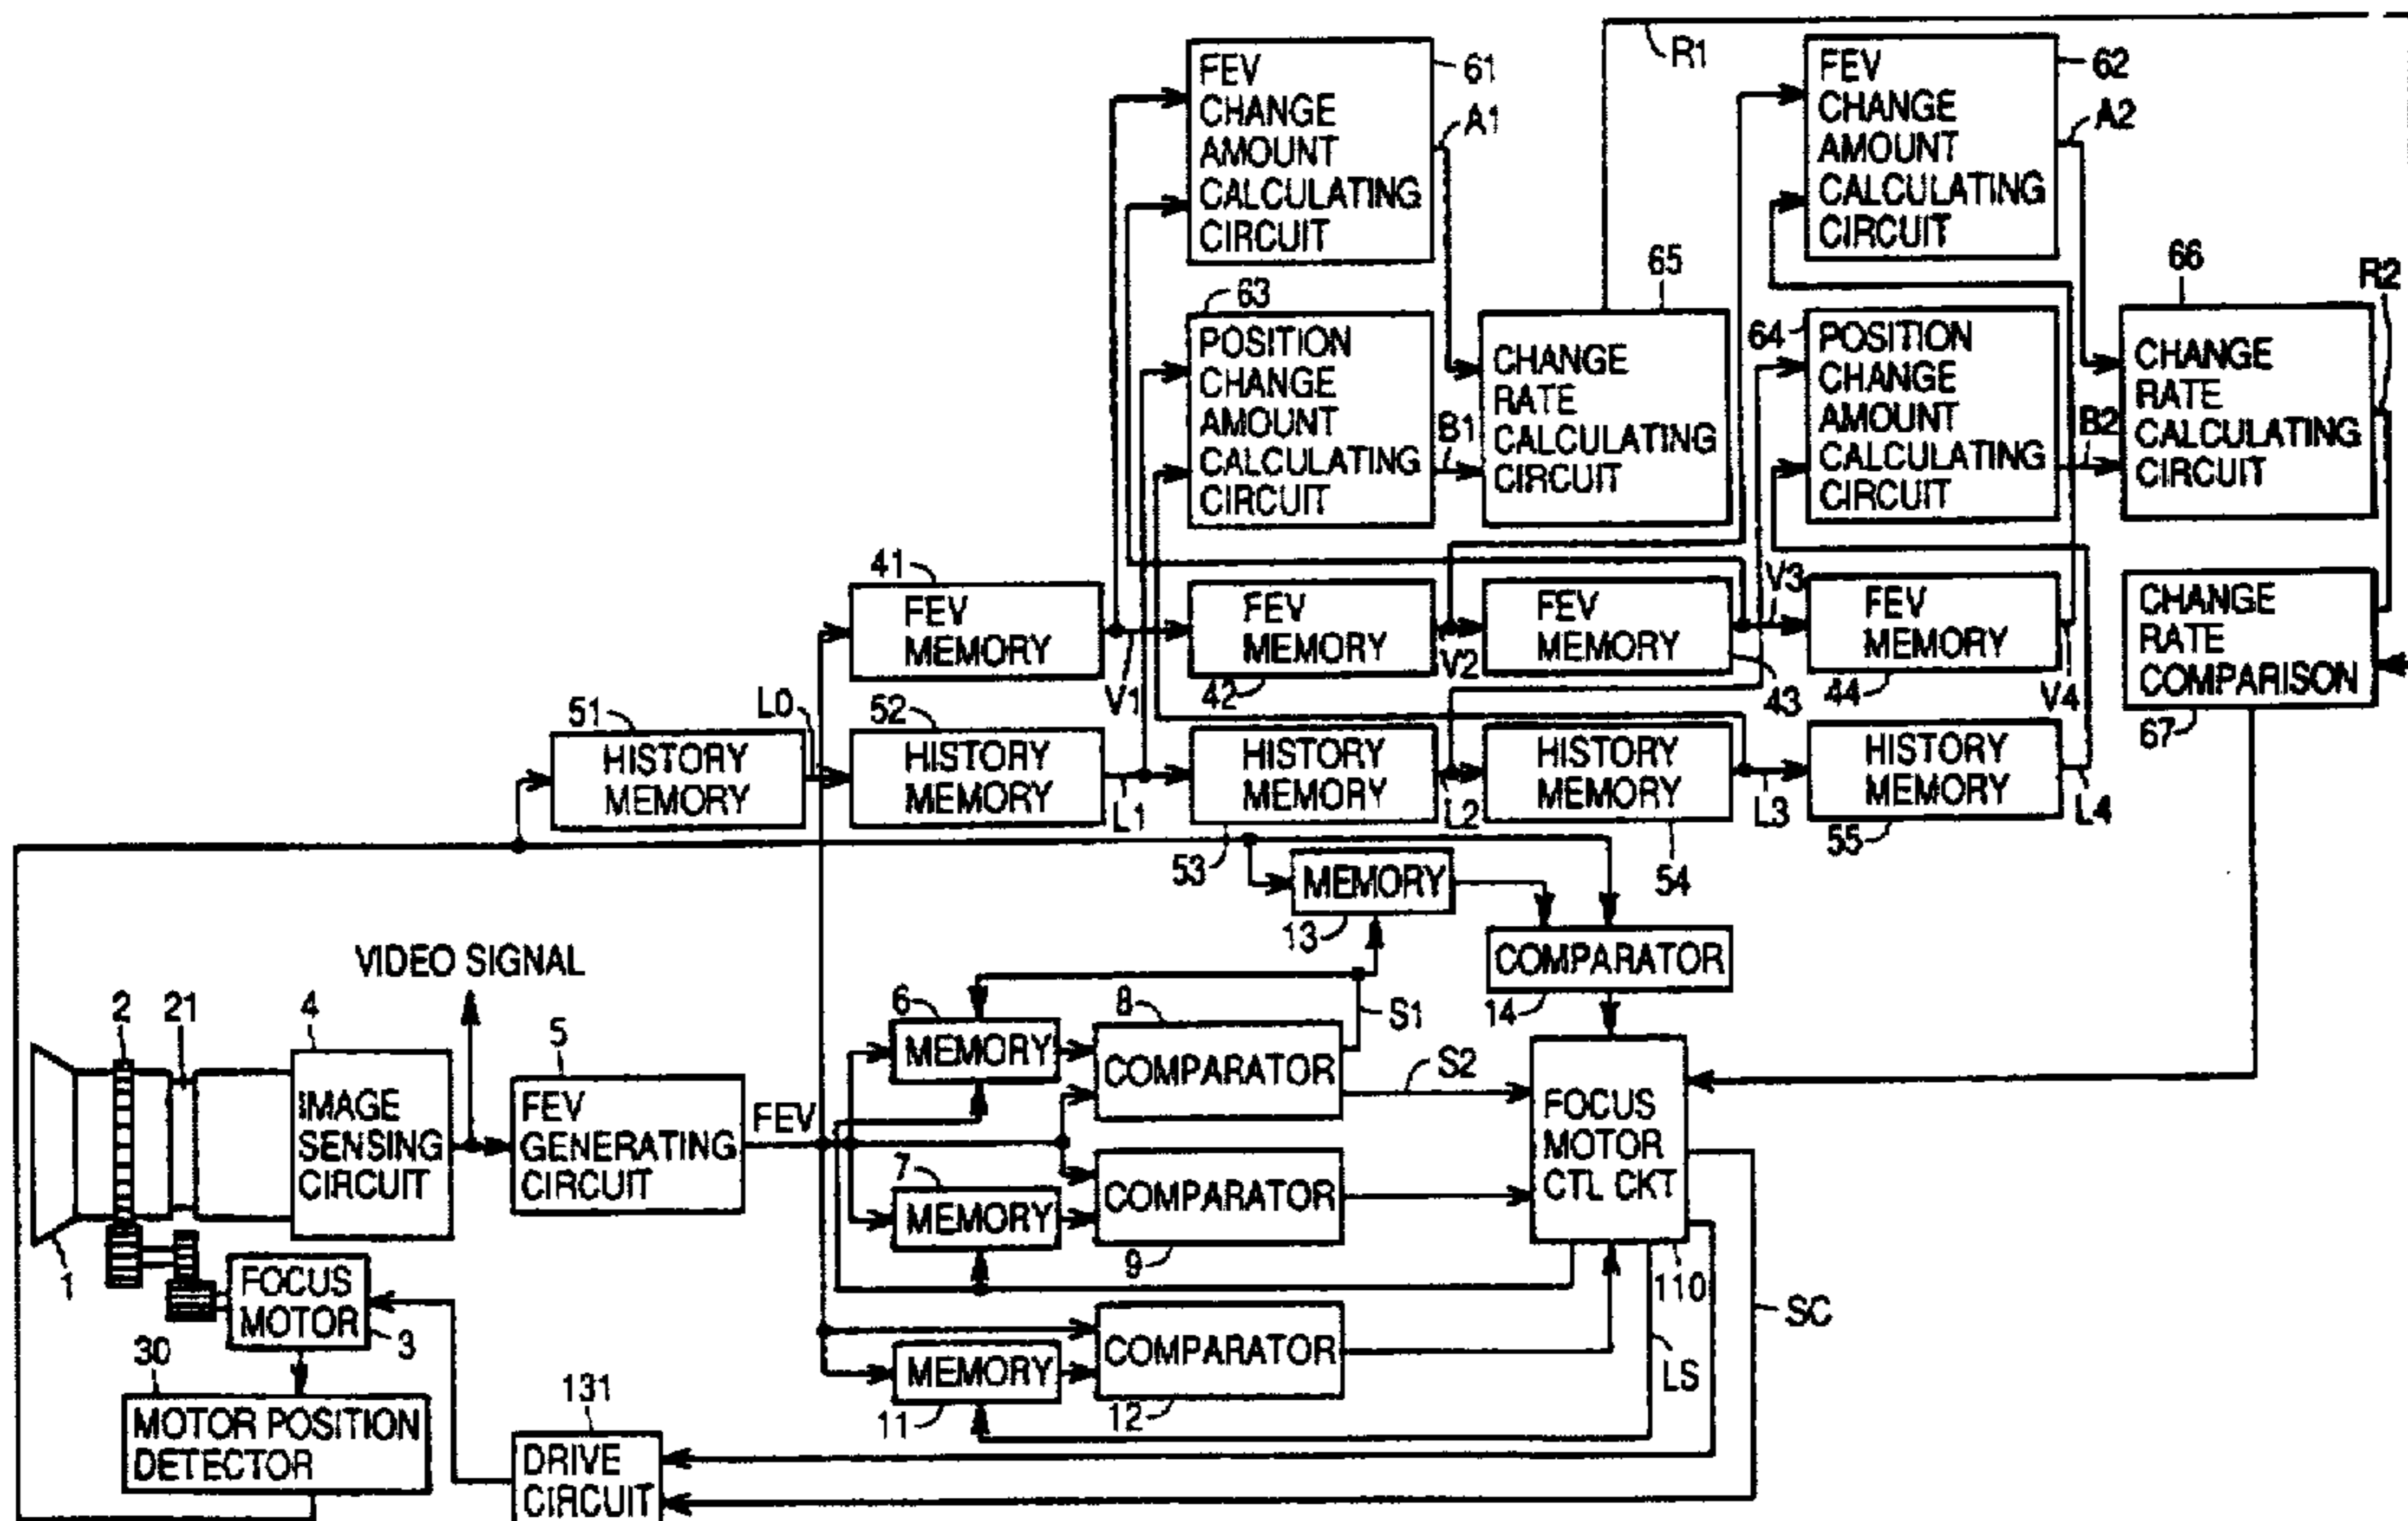 R1
FEV
CHANGE
AMOUNT
CALCULATING
CIRCUIT
61
A1
FEV
CHANGE
AMOUNT
CALCULATING
CIRCUIT
62
A2
63
POSITION
CHANGE
AMOUNT
CALCULATING
CIRCUIT
B1
65
CHANGE
RATE
CALCULATING
CIRCUIT
64
POSITION
CHANGE
AMOUNT
CALCULATING
CIRCUIT
B2
66
CHANGE
RATE
CALCULATING
CIRCUIT
R2
41
FEV
MEMORY
V1
FEV
MEMORY
42
V2
FEV
MEMORY
43
V3
FEV
MEMORY
44
V4
CHANGE
RATE
COMPARISON
67
51
HISTORY
MEMORY
L0
52
HISTORY
MEMORY
L1
HISTORY
MEMORY
53
L2
HISTORY
MEMORY
54
L3
HISTORY
MEMORY
55
L4
MEMORY
13
COMPARATOR
14
VIDEO SIGNAL
2
21
4
1
IMAGE
SENSING
CIRCUIT
5
FEV
GENERATING
CIRCUIT
FEV
6
MEMORY
8
COMPARATOR
S1
S2
7
MEMORY
COMPARATOR
9
FOCUS
MOTOR
CTL CKT
110
SC
LS
FOCUS
MOTOR
3
MEMORY
11
COMPARATOR
12
30
MOTOR POSITION
DETECTOR
131
DRIVE
CIRCUIT